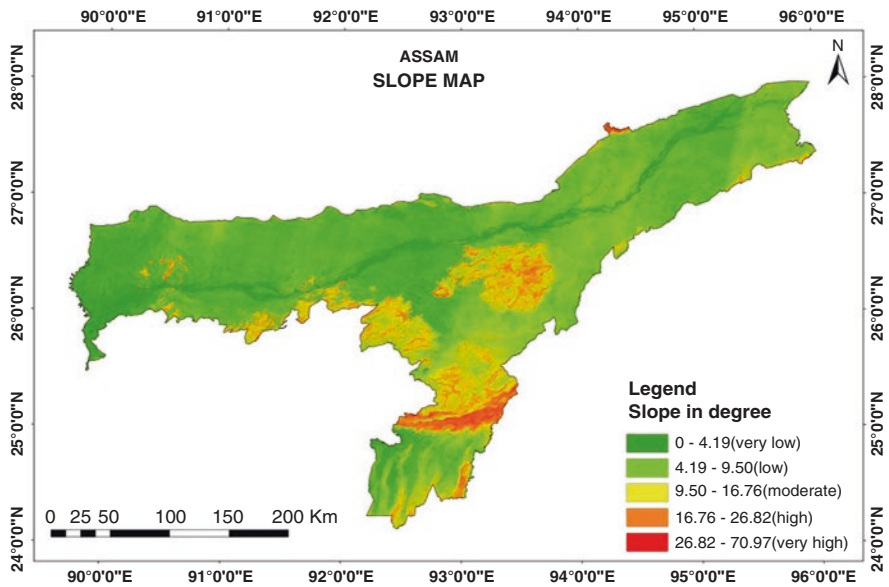 90°0'0"E 91°0'0"E 92°0'0"E 93°0'0"E 94°0'0"E 95°0'0"E 96°0'0"E
ASSAM
SLOPE MAP
N
28°0'0"N 28°0'0"N
27°0'0"N 27°0'0"N
26°0'0"N 26°0'0"N
25°0'0"N 25°0'0"N
24°0'0"N 24°0'0"N
Legend
Slope in degree
0 - 4.19(very low)
4.19 - 9.50(low)
9.50 - 16.76(moderate)
16.76 - 26.82(high)
26.82 - 70.97(very high)
0 25 50 100 150 200 Km
90°0'0"E 91°0'0"E 92°0'0"E 93°0'0"E 94°0'0"E 95°0'0"E 96°0'0"E